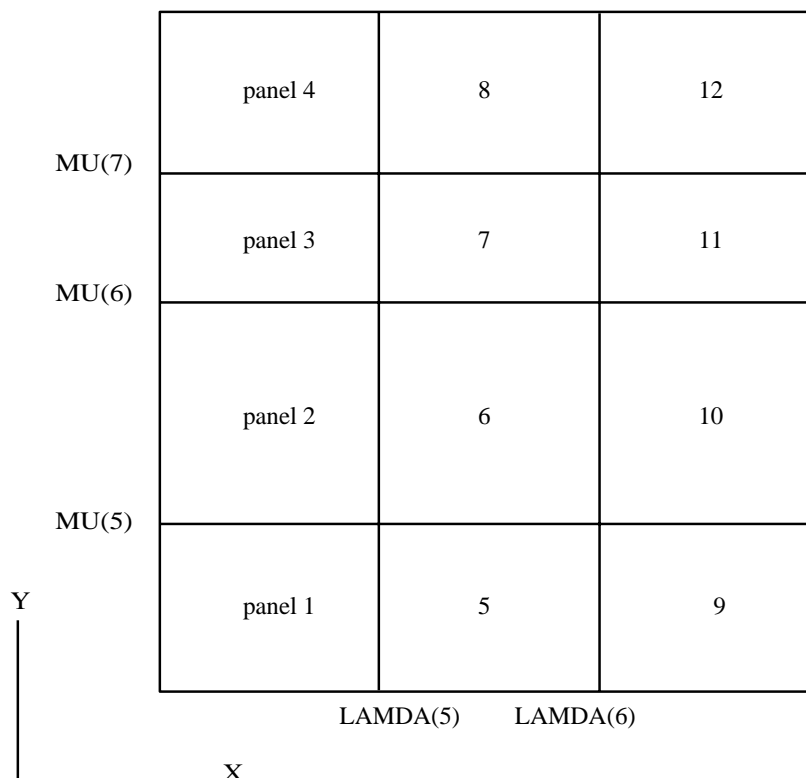 panel 4 8 12
MU(7)
panel 3 7 11
MU(6)
panel 2 6 10
MU(5)
Y
panel 1 5 9
LAMDA(5) LAMDA(6)
X